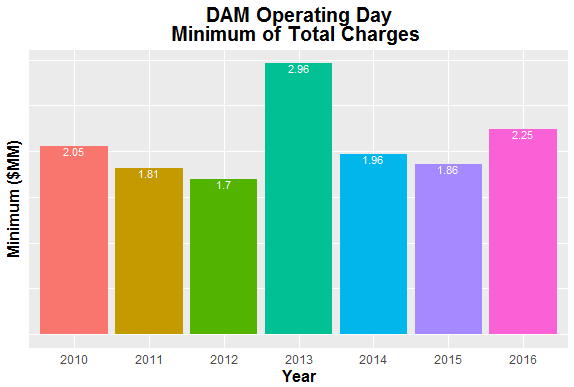 DAM Operating Day
Minimum of Total Charges
Minimum ($MM)
2.05
1.81
1.7
2.96
1.96
1.86
2.25
2010 2011 2012 2013 2014 2015 2016
Year